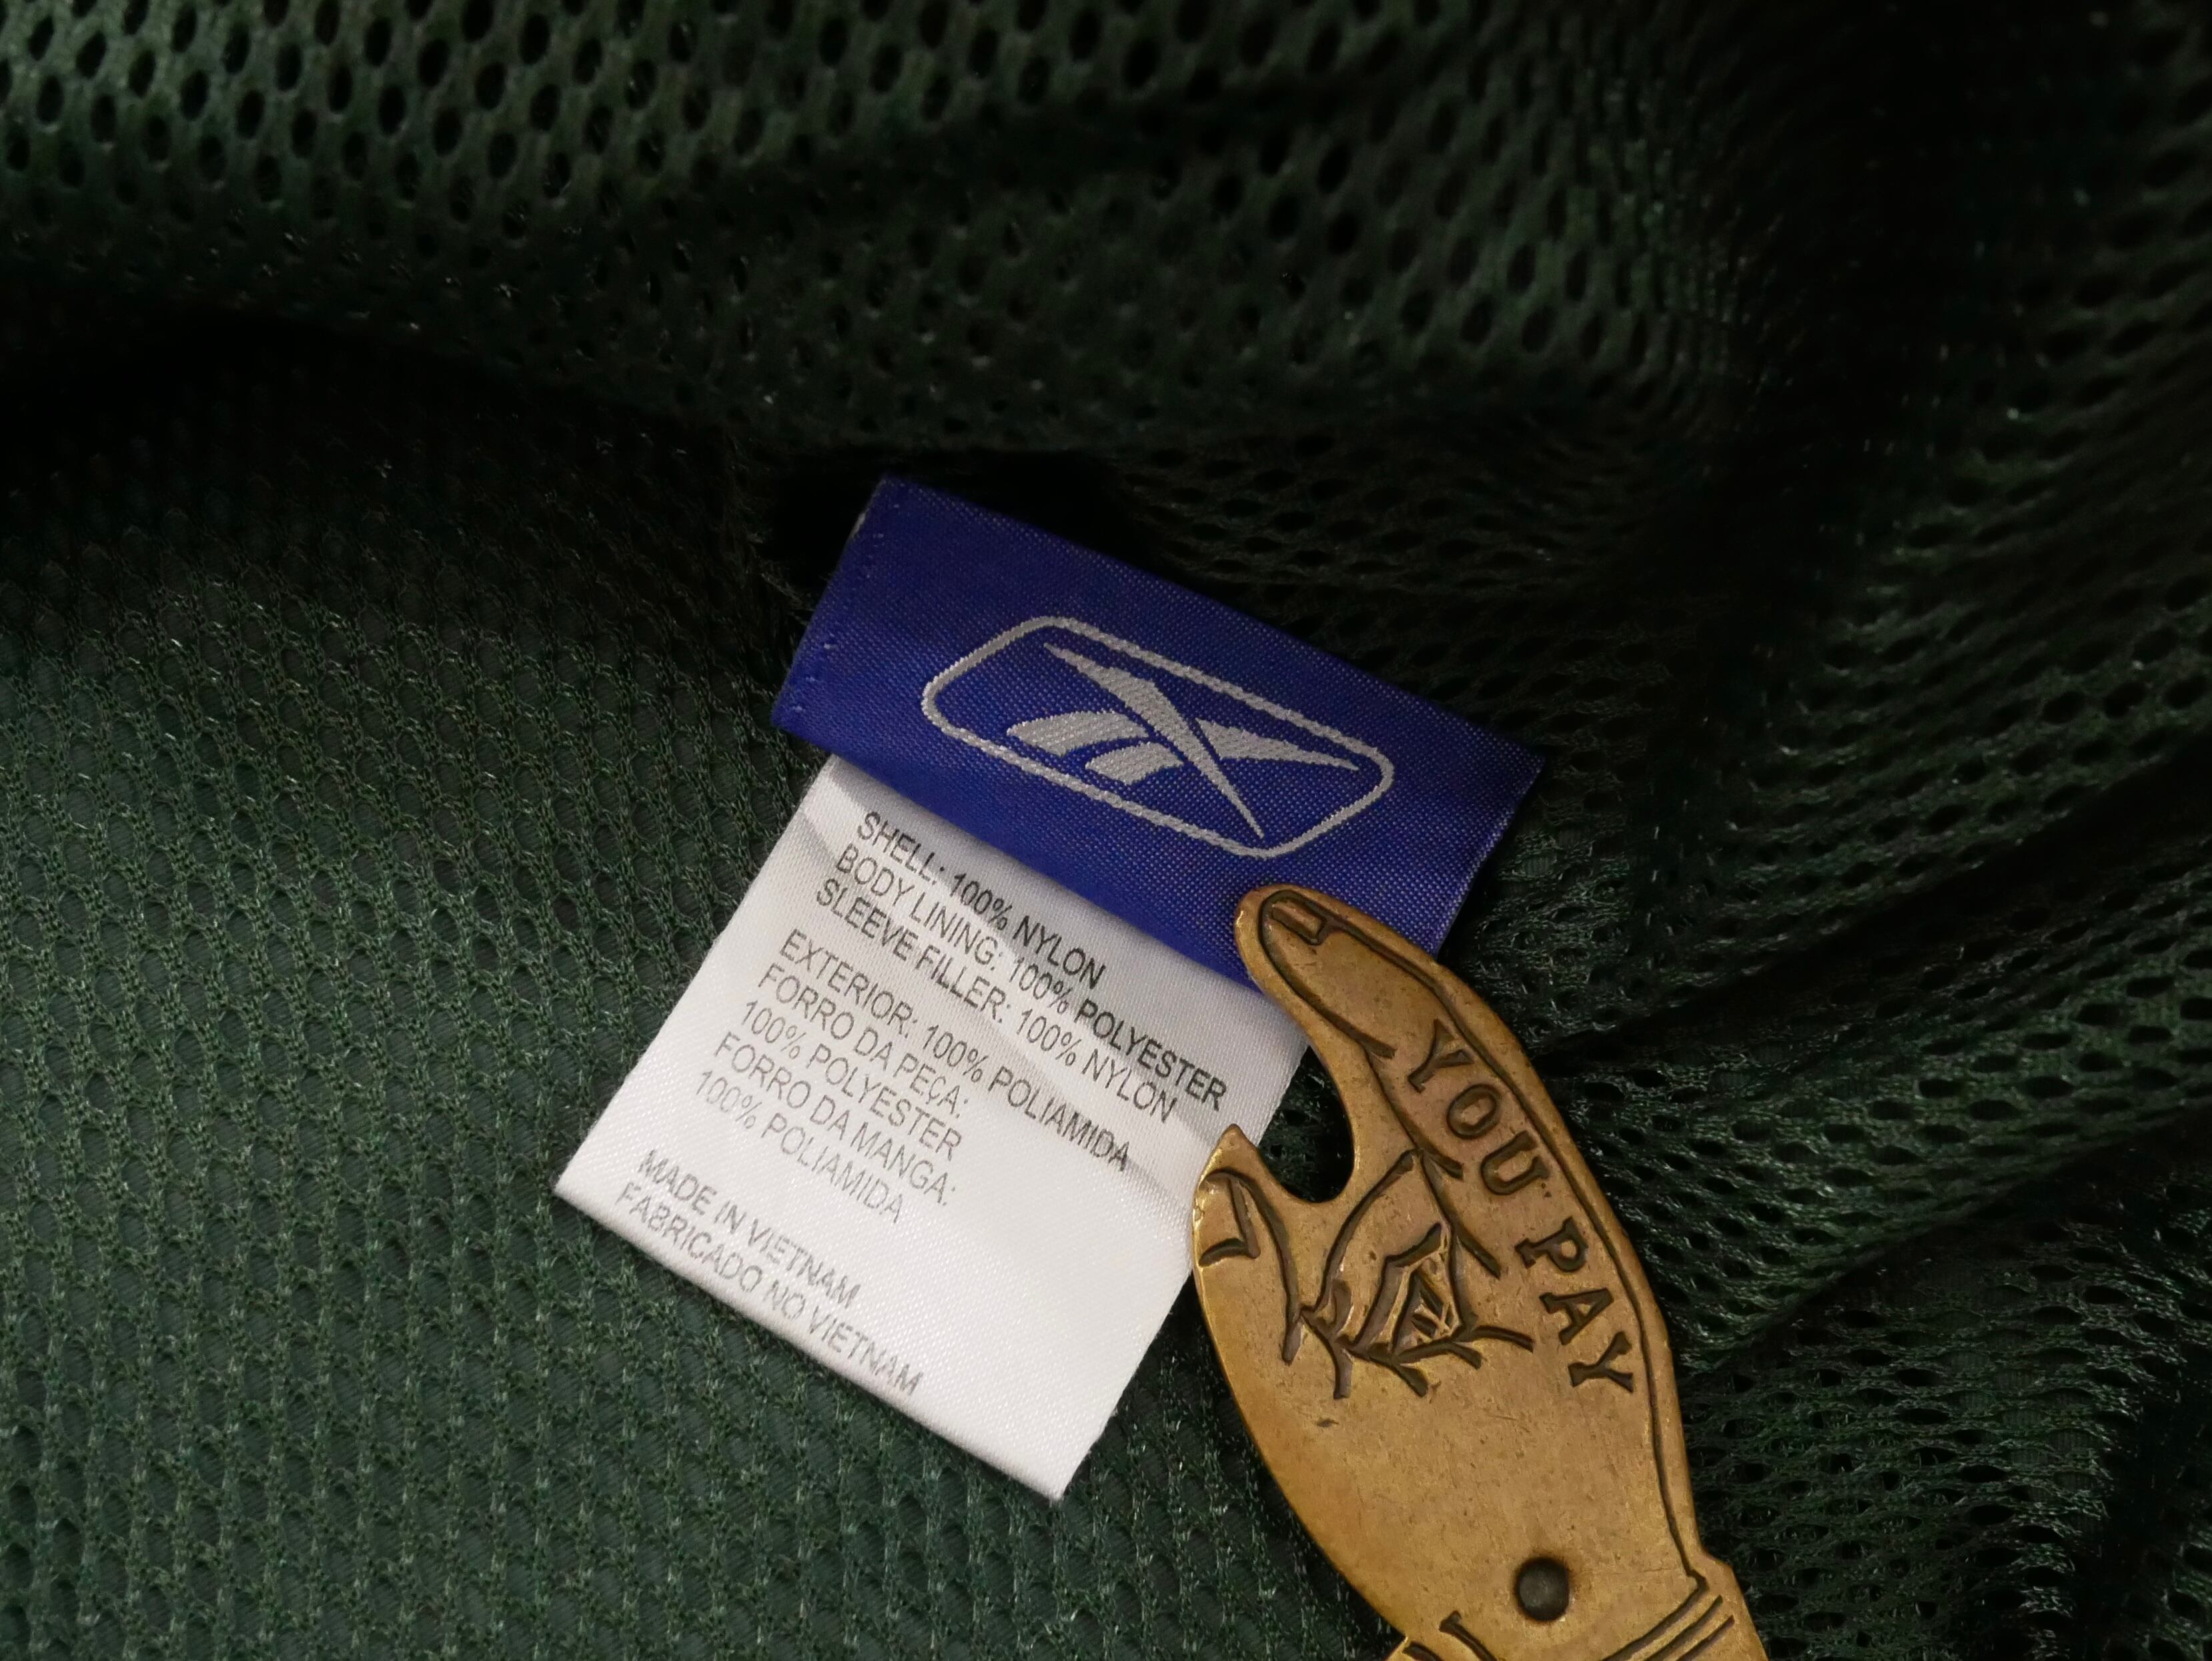 SHELL: 100% NYLON
BODY LINING: 100% POLYESTER
SLEEVE FILLER: 100% NYLON
EXTERIOR: 100% POLIAMIDA
FORRO DA PEÇA:
100% POLYESTER
FORRO DA MANGA:
100% POLIAMIDA
MADE IN VIETNAM
FABRICADO NO VIETNAM
YOU PAY